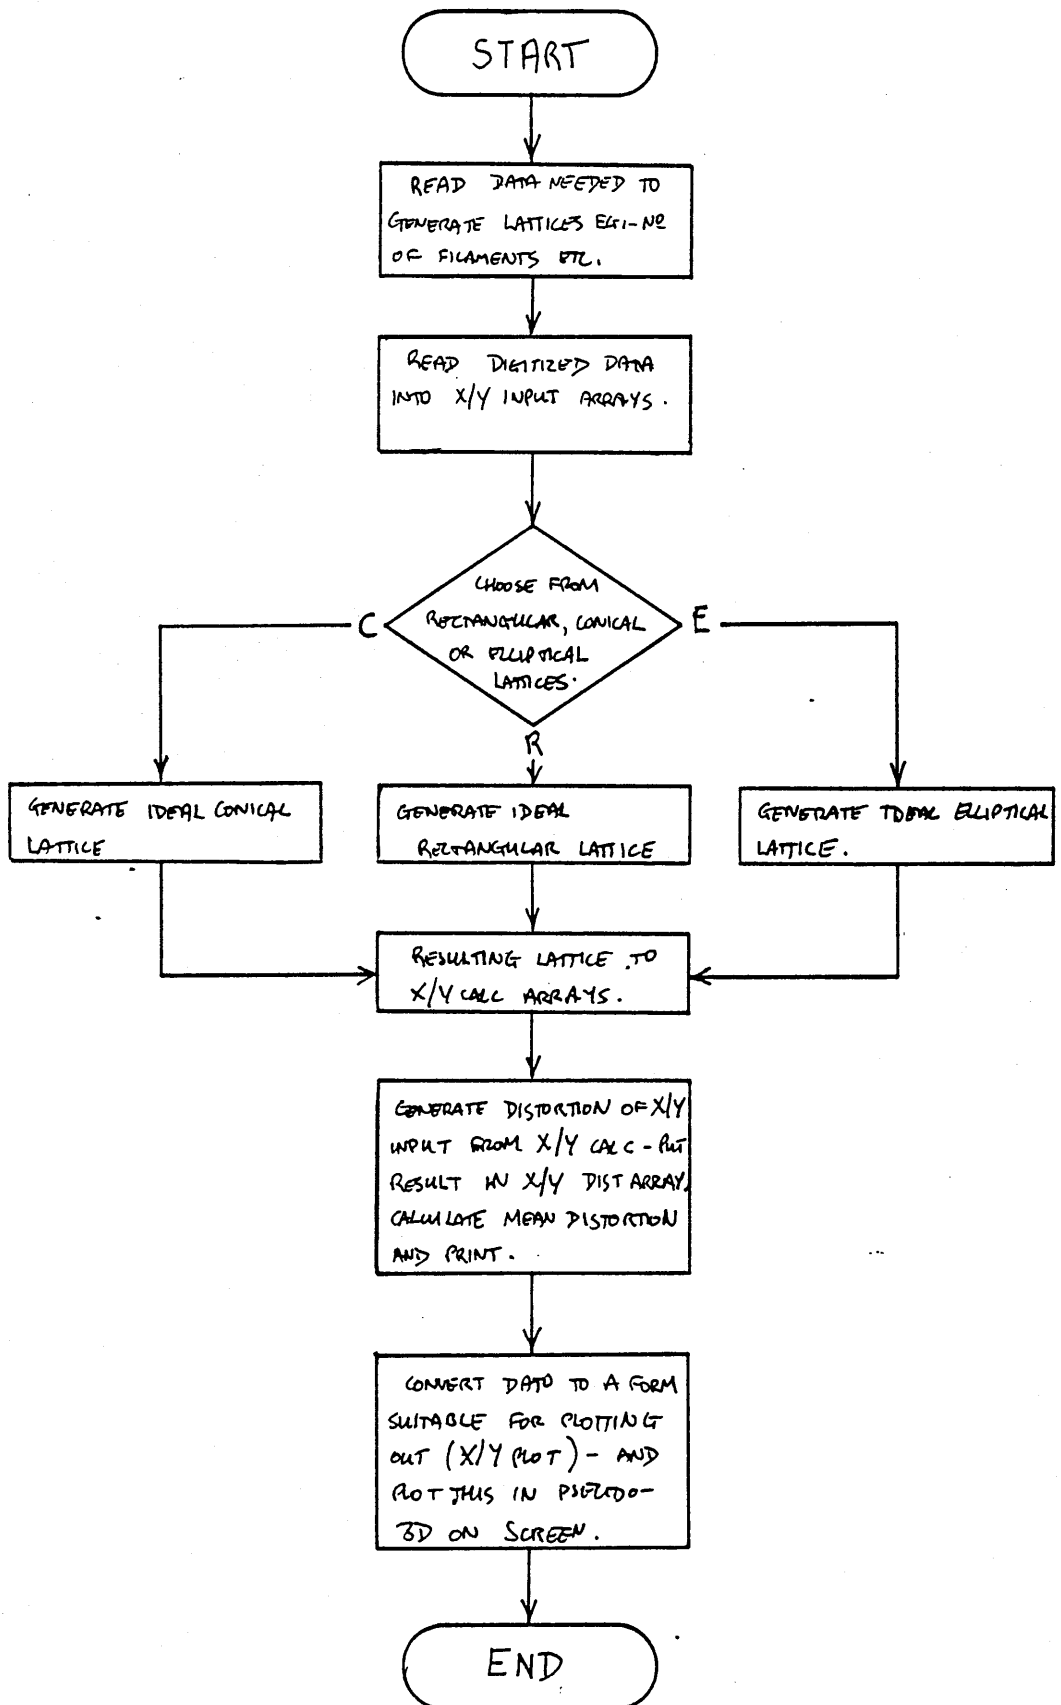 START
READ DATA NEEDED TO
GENERATE LATTICES EG:- Nº
OF FILAMENTS ETC.
READ DIGITIZED DATA
INTO X/Y INPUT ARRAYS.
CHOOSE FROM
RECTANGULAR, CONICAL
OR ELLIPTICAL
LATTICES.
C
E
R
GENERATE IDEAL CONICAL
LATTICE
GENERATE IDEAL
RECTANGULAR LATTICE
GENERATE IDEAL ELLIPTICAL
LATTICE.
RESULTING LATTICE TO
X/Y CALC ARRAYS.
GENERATE DISTORTION OF X/Y
INPUT FROM X/Y CALC - PUT
RESULT IN X/Y DIST ARRAY.
CALCULATE MEAN DISTORTION
AND PRINT.
CONVERT DATA TO A FORM
SUITABLE FOR PLOTTING
OUT (X/Y PLOT) - AND
PLOT THIS IN PSEUDO-
3D ON SCREEN.
END